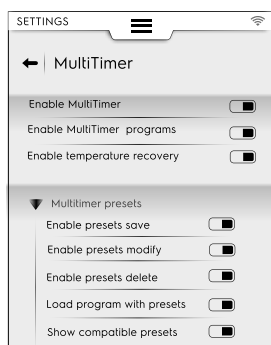 SETTINGS
MultiTimer
Enable MultiTimer
Enable MultiTimer programs
Enable temperature recovery
Multitimer presets
Enable presets save
Enable presets modify
Enable presets delete
Load program with presets
Show compatible presets